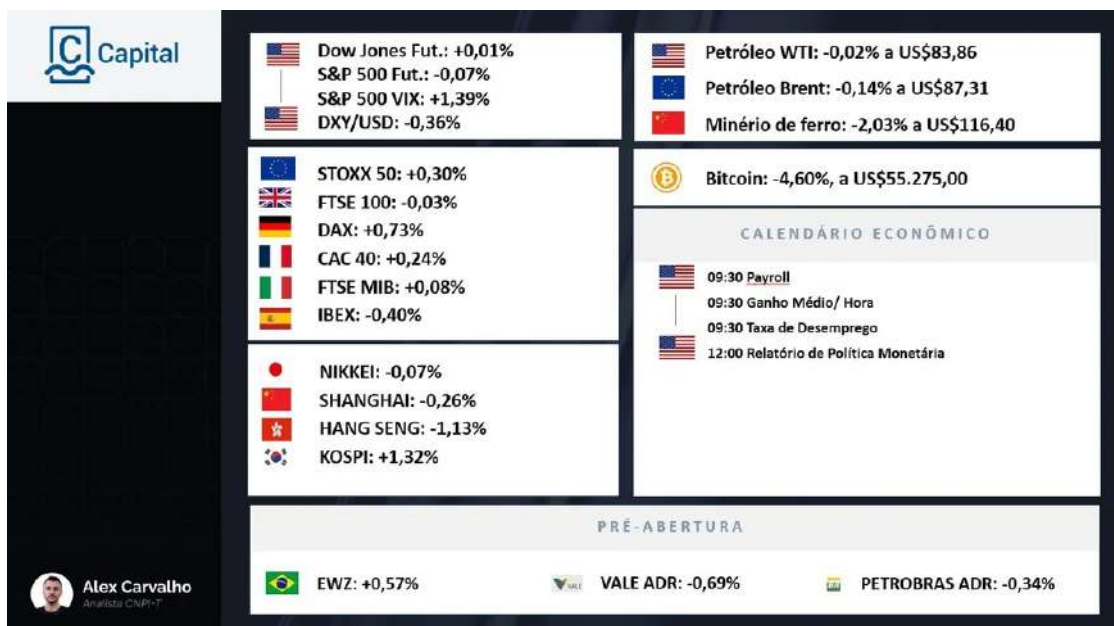 C Capital
Dow Jones Fut.: +0,01%
S&P 500 Fut.: -0,07%
S&P 500 VIX: +1,39%
DXY/USD: -0,36%
STOXX 50: +0,30%
FTSE 100: -0,03%
DAX: +0,73%
CAC 40: +0,24%
FTSE MIB: +0,08%
IBEX: -0,40%
NIKKEI: -0,07%
SHANGHAI: -0,26%
HANG SENG: -1,13%
KOSPI: +1,32%
Petróleo WTI: -0,02% a US$83,86
Petróleo Brent: -0,14% a US$87,31
Minério de ferro: -2,03% a US$116,40
Bitcoin: -4,60%, a US$55.275,00
CALENDÁRIO ECONÔMICO
09:30 Payroll
09:30 Ganho Médio/ Hora
09:30 Taxa de Desemprego
12:00 Relatório de Política Monetária
PRÉ-ABERTURA
EWZ: +0,57%
VALE
VALE ADR: -0,69%
PETROBRAS ADR: -0,34%
Alex Carvalho
Analista CNPI-T